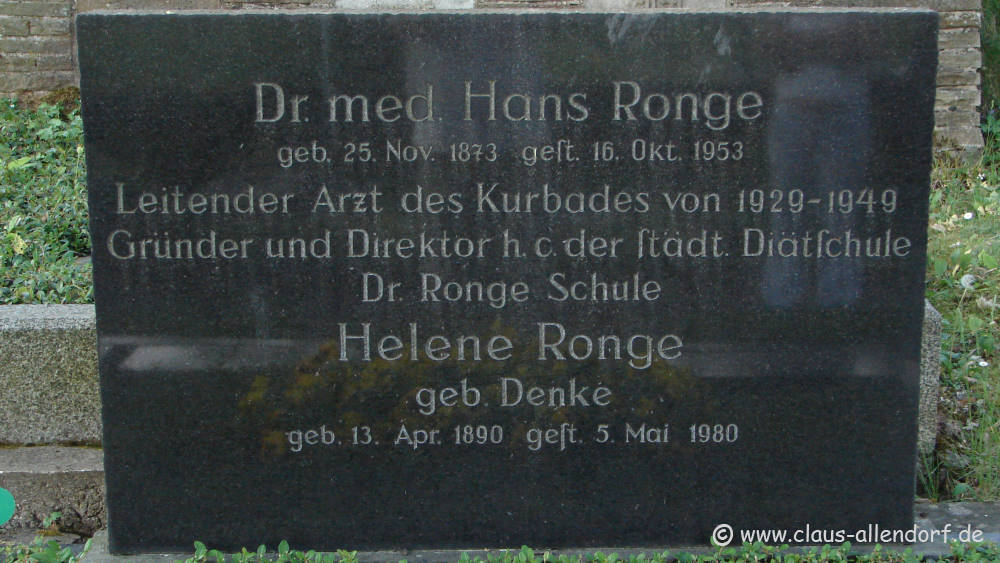 Dr. med. Hans Ronge
geb. 25. Nov. 1873 geſt. 16. Okt. 1953
Leitender Arzt des Kurbades von 1929-1949
Gründer und Direktor h. c. der ſtädt. Diätſchule
Dr. Ronge Schule
Helene Ronge
geb. Denke
geb. 13. Apr. 1890 geſt. 5. Mai 1980
© www.claus-allendorf.de